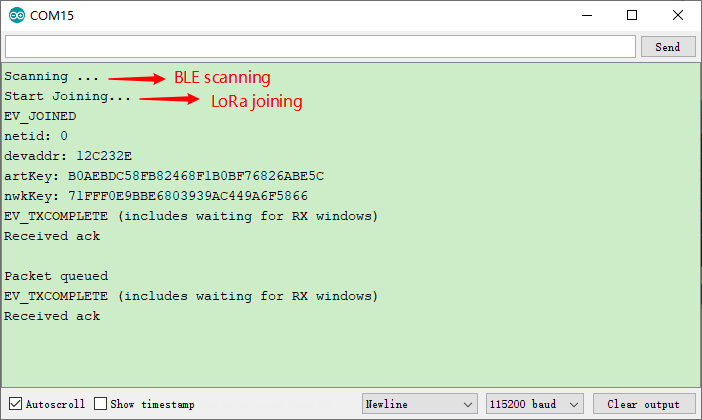 COM15
Send
Scanning ... BLE scanning
Start Joining... LoRa joining
EV_JOINED
netid: 0
devaddr: 12C232E
artKey: B0AEBDC58FB82468F1B0BF76826ABE5C
nwkKey: 71FFF0E9BBE6803939AC449A6F5866
EV_TXCOMPLETE (includes waiting for RX windows)
Received ack
Packet queued
EV_TXCOMPLETE (includes waiting for RX windows)
Received ack
Autoscroll Show timestamp Newline 115200 baud Clear output